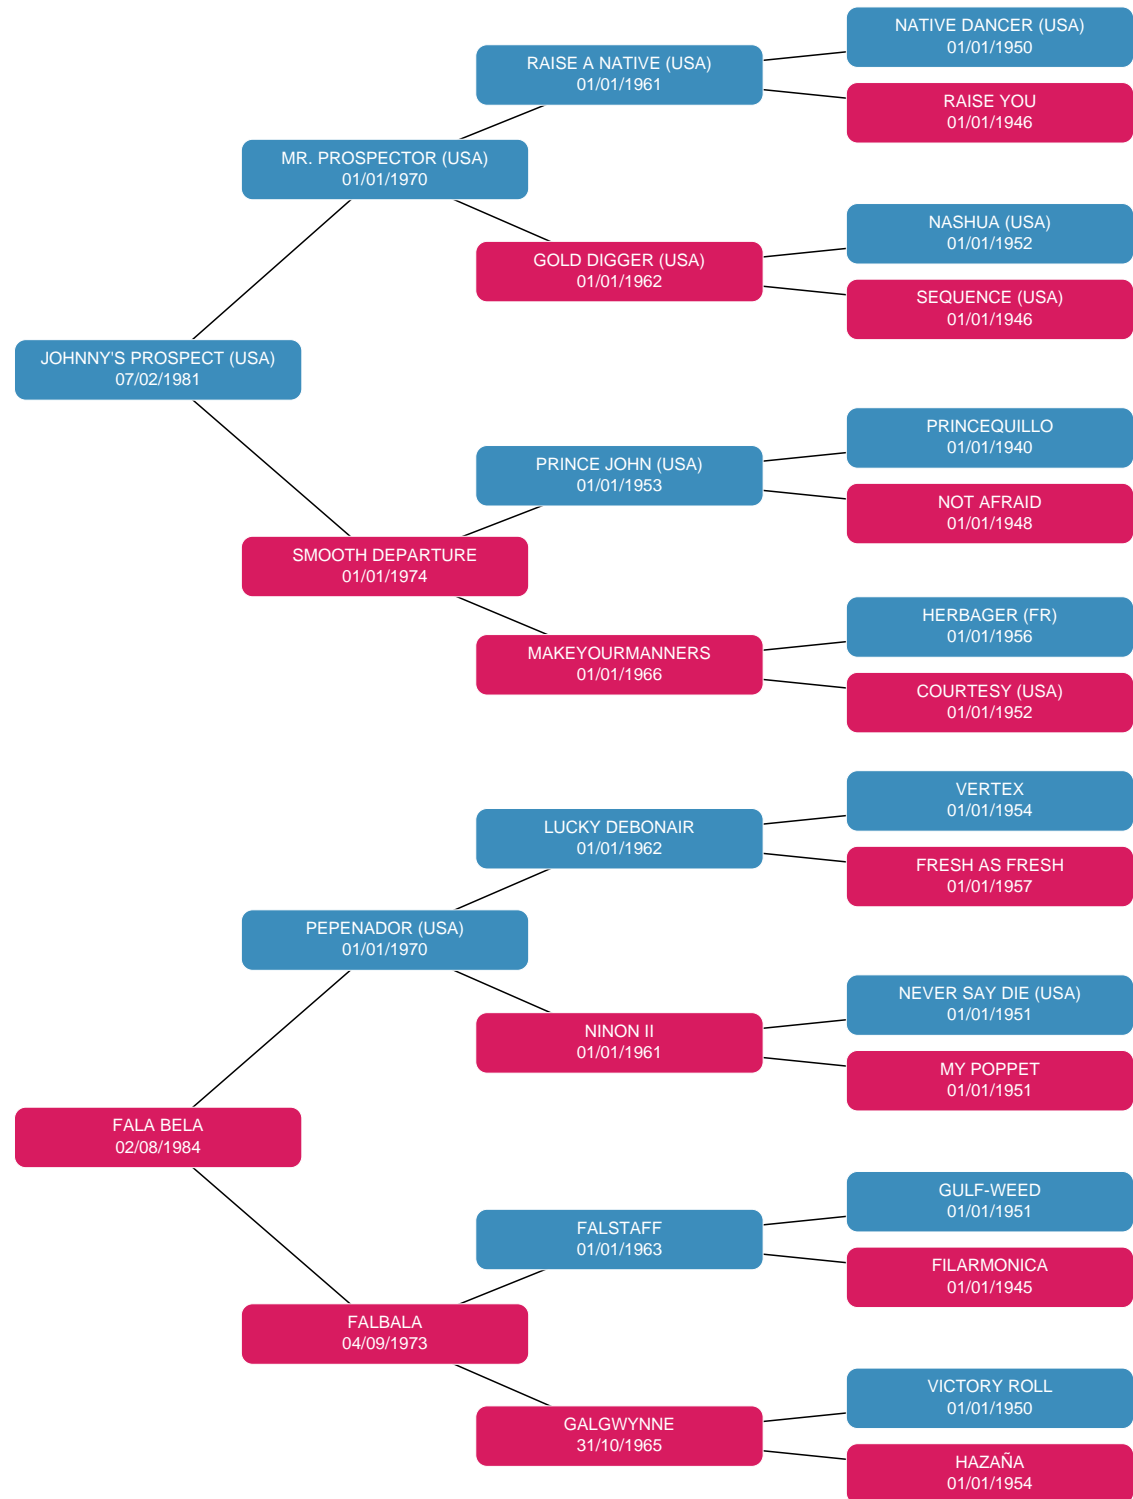 NATIVE DANCER (USA)
01/01/1950
RAISE A NATIVE (USA)
01/01/1961
RAISE YOU
01/01/1946
MR. PROSPECTOR (USA)
01/01/1970
NASHUA (USA)
01/01/1952
GOLD DIGGER (USA)
01/01/1962
SEQUENCE (USA)
01/01/1946
JOHNNY'S PROSPECT (USA)
07/02/1981
PRINCEQUILLO
01/01/1940
PRINCE JOHN (USA)
01/01/1953
NOT AFRAID
01/01/1948
SMOOTH DEPARTURE
01/01/1974
HERBAGER (FR)
01/01/1956
MAKEYOURMANNERS
01/01/1966
COURTESY (USA)
01/01/1952
VERTEX
01/01/1954
LUCKY DEBONAIR
01/01/1962
FRESH AS FRESH
01/01/1957
PEPENADOR (USA)
01/01/1970
NEVER SAY DIE (USA)
01/01/1951
NINON II
01/01/1961
MY POPPET
01/01/1951
FALA BELA
02/08/1984
GULF-WEED
01/01/1951
FALSTAFF
01/01/1963
FILARMONICA
01/01/1945
FALBALA
04/09/1973
VICTORY ROLL
01/01/1950
GALGWYNNE
31/10/1965
HAZAÑA
01/01/1954